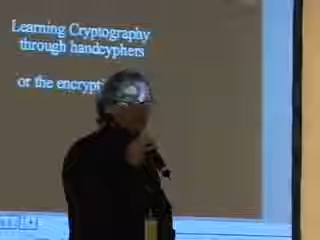 Learning Cryptography
through handcyphers
or the encrypti